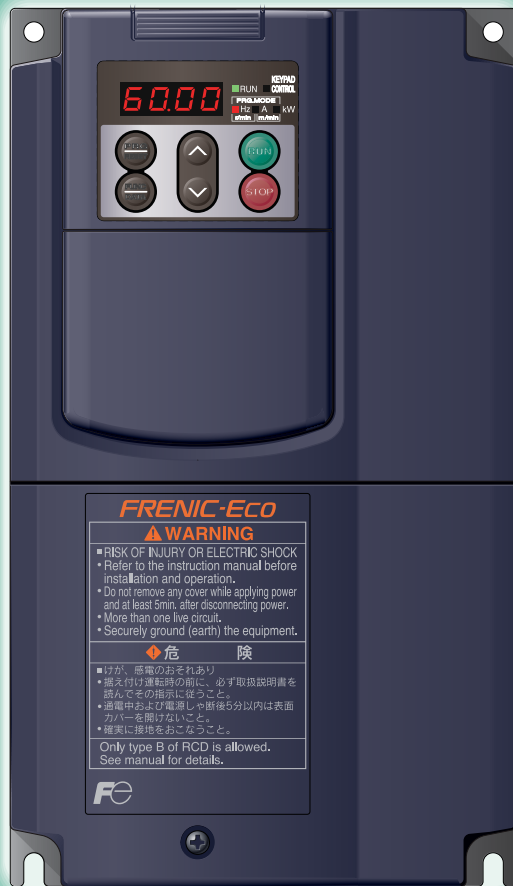 60.00
RUN
KEYPAD
CONTROL
PRG.MODE
Hz A kW
r/min m/min
RUN
STOP
FRENIC-Eco
WARNING
RISK OF INJURY OR ELECTRIC SHOCK
• Refer to the instruction manual before
installation and operation.
• Do not remove any cover while applying power
and at least 5min. after disconnecting power.
• More than one live circuit.
• Securely ground (earth) the equipment.
危 険
■けが、感電のおそれあり
•据え付け運転時の前に、必ず取扱説明書を
読んでその指示に従うこと。
•通電中および電源しゃ断後5分以内は表面
カバーを開けないこと。
•確実に接地をおこなうこと。
Only type B of RCD is allowed.
See manual for details.
Fe